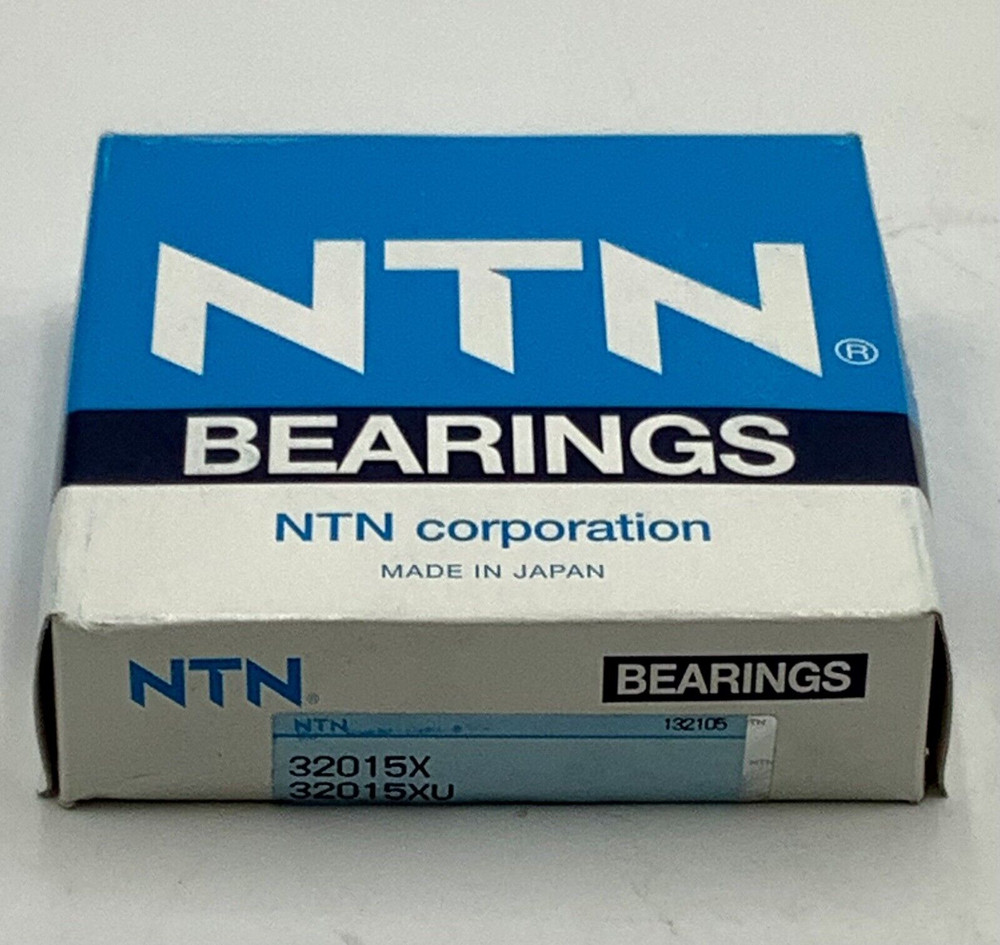 NTN®
BEARINGS
NTN corporation
MADE IN JAPAN
NTN® BEARINGS
NTN 132105
32015X
32015XU